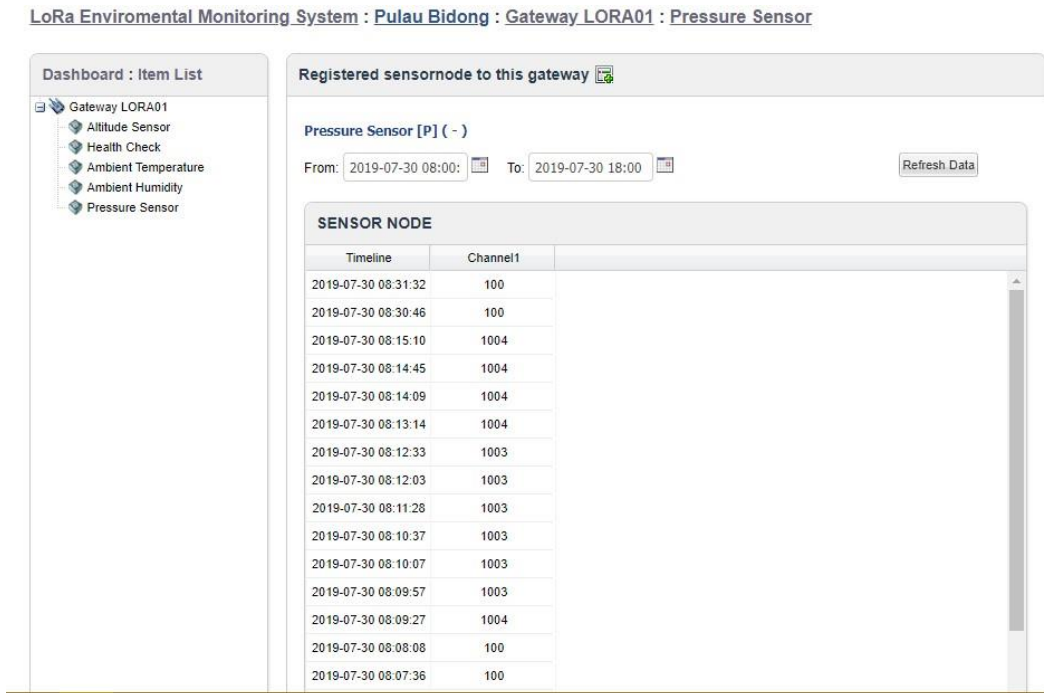 LoRa Enviromental Monitoring System : Pulau Bidong : Gateway LORA01 : Pressure Sensor
Dashboard : Item List
Gateway LORA01
Altitude Sensor
Health Check
Ambient Temperature
Ambient Humidity
Pressure Sensor
Registered sensornode to this gateway
Pressure Sensor [P] ( - )
From: 2019-07-30 08:00: To: 2019-07-30 18:00 Refresh Data
SENSOR NODE
Timeline Channel1
2019-07-30 08:31:32 100
2019-07-30 08:30:46 100
2019-07-30 08:15:10 1004
2019-07-30 08:14:45 1004
2019-07-30 08:14:09 1004
2019-07-30 08:13:14 1004
2019-07-30 08:12:33 1003
2019-07-30 08:12:03 1003
2019-07-30 08:11:28 1003
2019-07-30 08:10:37 1003
2019-07-30 08:10:07 1003
2019-07-30 08:09:57 1003
2019-07-30 08:09:27 1004
2019-07-30 08:08:08 100
2019-07-30 08:07:36 100